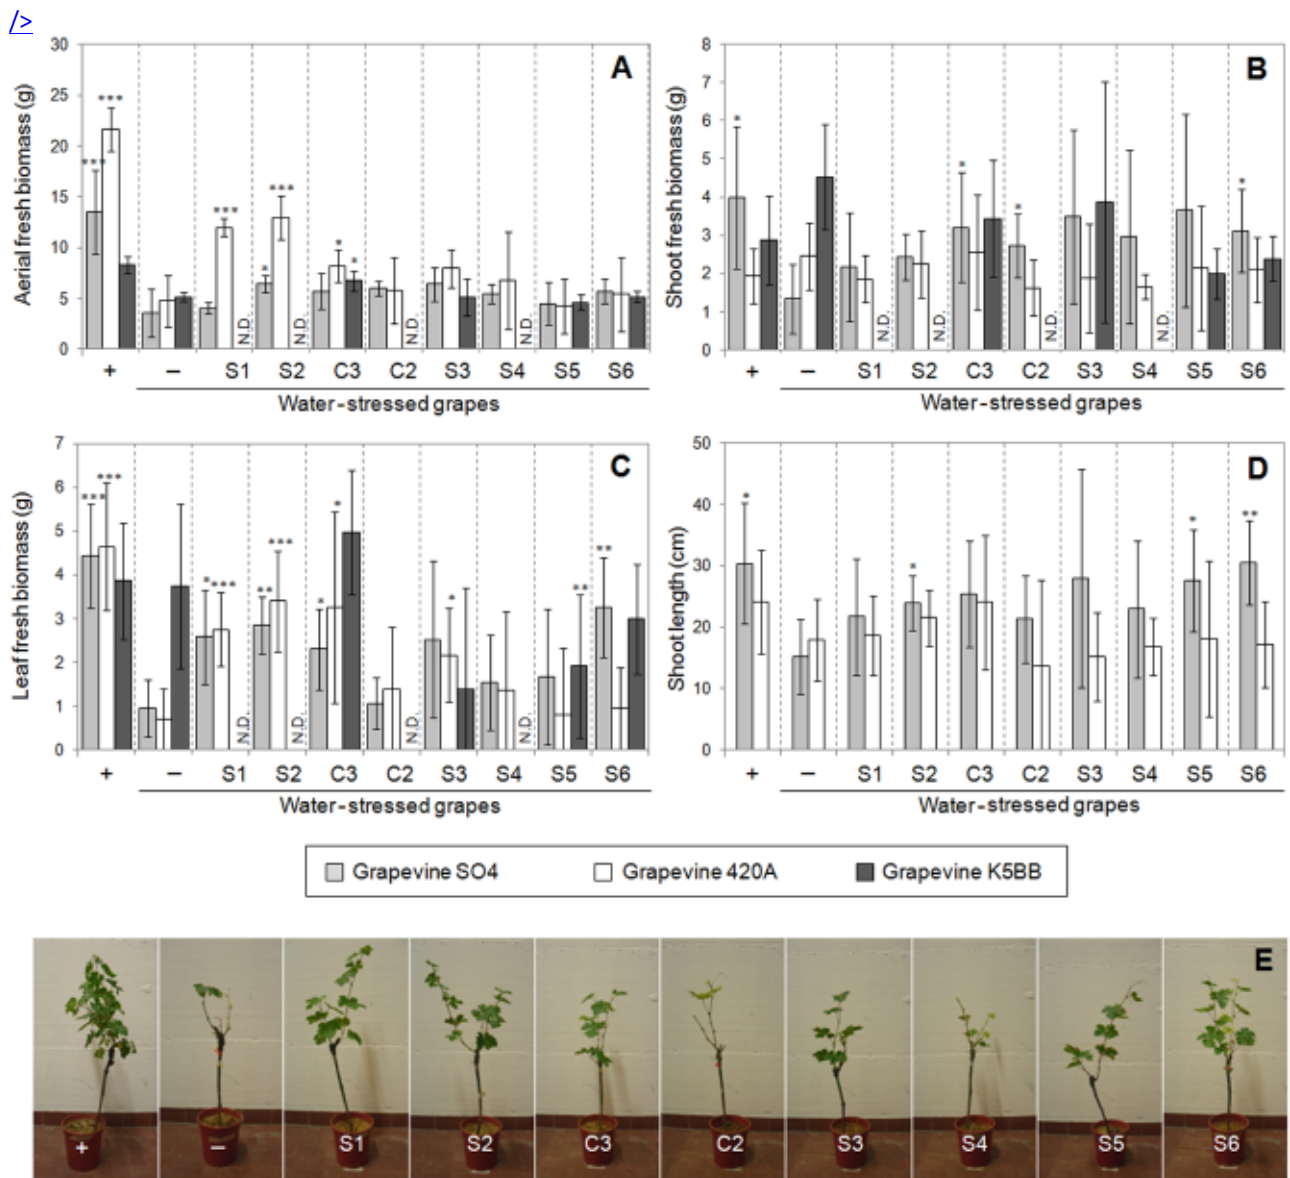 />
A
Aerial fresh biomass (g)
30
25
20
15
10
5
0
*** *** *** * *** * *
N.D. N.D. N.D. N.D.
+ – S1 S2 C3 C2 S3 S4 S5 S6
Water-stressed grapes
B
Shoot fresh biomass (g)
8
7
6
5
4
3
2
1
0
* * * *
N.D. N.D. N.D. N.D.
+ – S1 S2 C3 C2 S3 S4 S5 S6
Water-stressed grapes
C
Leaf fresh biomass (g)
7
6
5
4
3
2
1
0
*** *** * *** ** *** * * * ** **
N.D. N.D. N.D. N.D.
+ – S1 S2 C3 C2 S3 S4 S5 S6
Water-stressed grapes
D
Shoot length (cm)
50
40
30
20
10
0
* * * **
+ – S1 S2 C3 C2 S3 S4 S5 S6
Water-stressed grapes
Grapevine SO4 Grapevine 420A Grapevine K5BB
E
+ – S1 S2 C3 C2 S3 S4 S5 S6